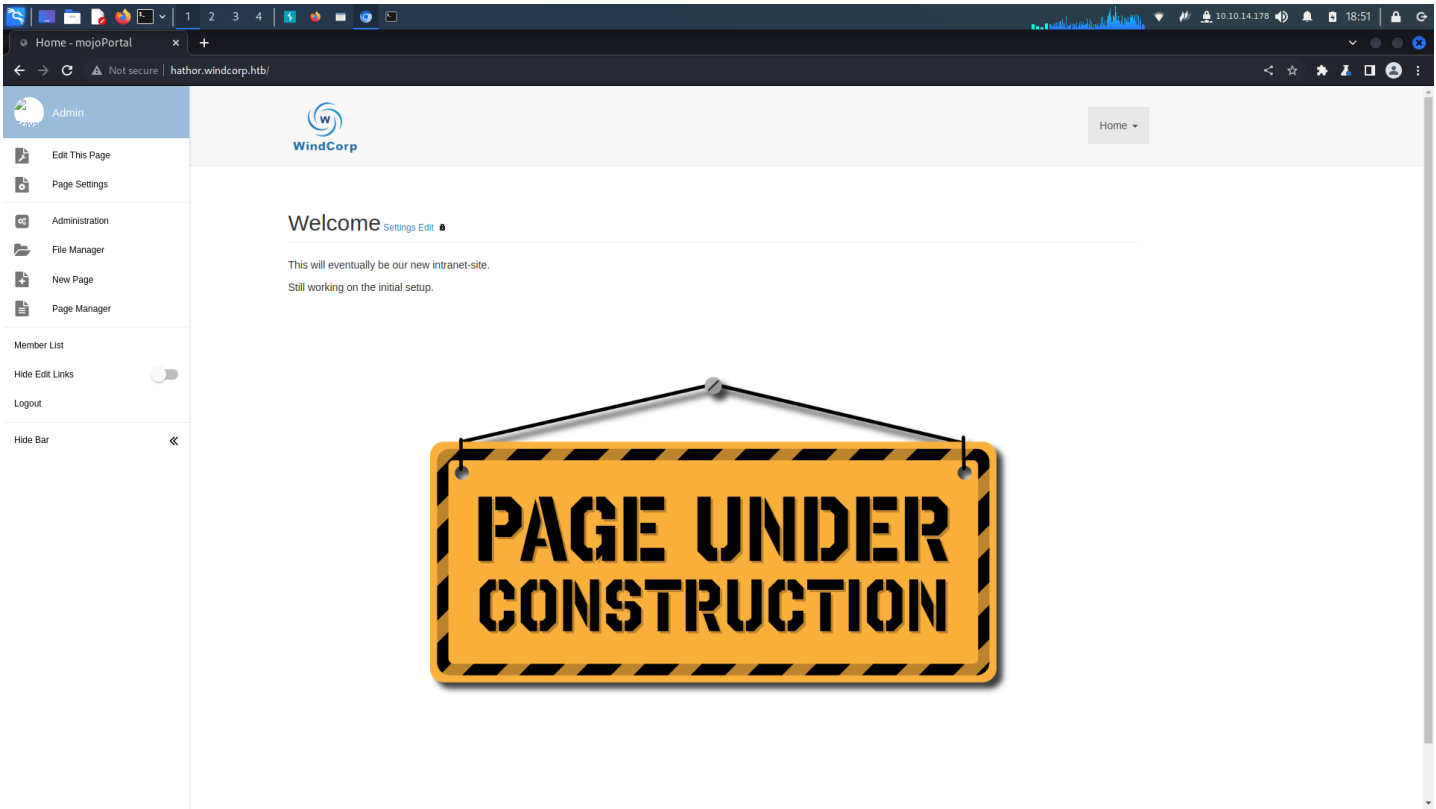 1 2 3 4 10.10.14.178 18:51
Home - mojoPortal
Not secure hathor.windcorp.htb/
Admin
Edit This Page
Page Settings
Administration
File Manager
New Page
Page Manager
Member List
Hide Edit Links
Logout
Hide Bar
W
WindCorp
Home
Welcome Settings Edit
This will eventually be our new intranet-site.
Still working on the initial setup.
PAGE UNDER
CONSTRUCTION